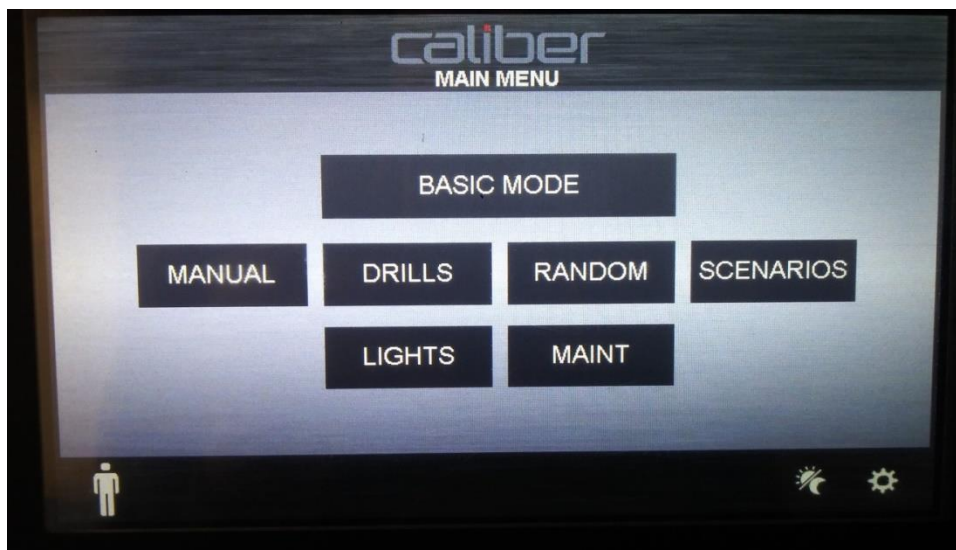 caliber
MAIN MENU
BASIC MODE
MANUAL DRILLS RANDOM SCENARIOS
LIGHTS MAINT